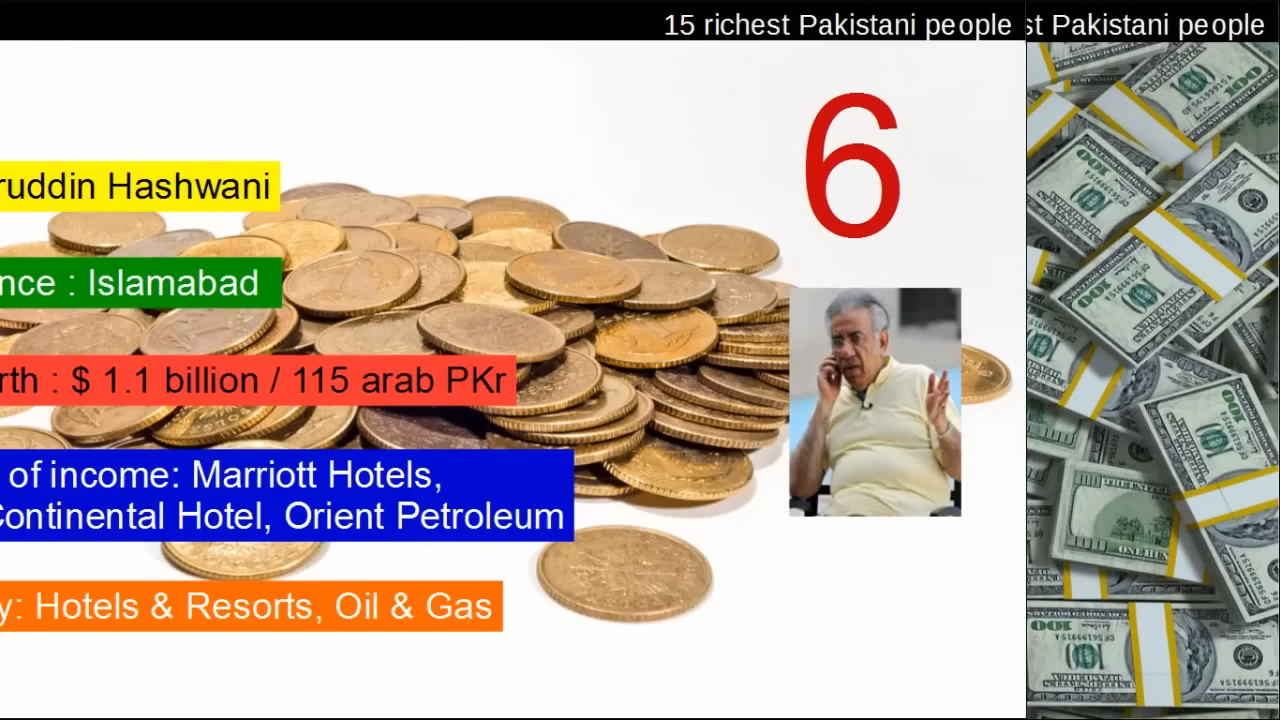 15 richest Pakistani people
st Pakistani people
6
ruddin Hashwani
nce : Islamabad
rth : $ 1.1 billion / 115 arab PKr
of income: Marriott Hotels,
Continental Hotel, Orient Petroleum
y: Hotels & Resorts, Oil & Gas